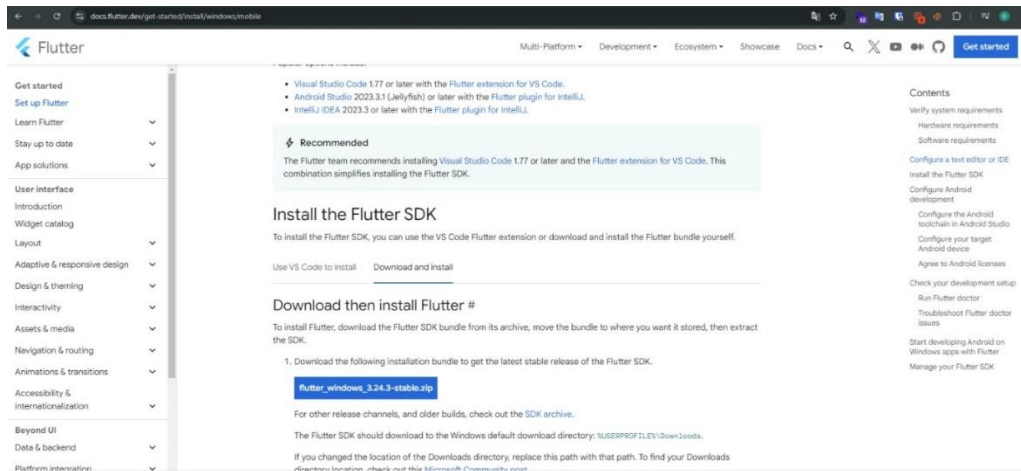 docs.flutter.dev/get-started/install/windows/mobile
Flutter
Multi-Platform
Development
Ecosystem
Showcase
Docs
Get started
Get started
Set up Flutter
Learn Flutter
Stay up to date
App solutions
User interface
Introduction
Widget catalog
Layout
Adaptive & responsive design
Design & theming
Interactivity
Assets & media
Navigation & routing
Animations & transitions
Accessibility &
internationalization
Beyond UI
Data & backend
Platform integration
• Visual Studio Code 1.77 or later with the Flutter extension for VS Code.
• Android Studio 2023.3.1 (Jellyfish) or later with the Flutter plugin for IntelliJ.
• IntelliJ IDEA 2023.3 or later with the Flutter plugin for IntelliJ.
Recommended
The Flutter team recommends installing Visual Studio Code 1.77 or later and the Flutter extension for VS Code. This
combination simplifies installing the Flutter SDK.
Install the Flutter SDK
To install the Flutter SDK, you can use the VS Code Flutter extension or download and install the Flutter bundle yourself.
Use VS Code to install
Download and install
Download then install Flutter #
To install Flutter, download the Flutter SDK bundle from its archive, move the bundle to where you want it stored, then extract
the SDK.
1. Download the following installation bundle to get the latest stable release of the Flutter SDK.
flutter_windows_3.24.3-stable.zip
For other release channels, and older builds, check out the SDK archive.
The Flutter SDK should download to the Windows default download directory: %USERPROFILE%\Downloads.
If you changed the location of the Downloads directory, replace this path with that path. To find your Downloads
directory location, check out this Microsoft Community post.
Contents
Verify system requirements
Hardware requirements
Software requirements
Configure a text editor or IDE
Install the Flutter SDK
Configure Android
development
Configure the Android
toolchain in Android Studio
Configure your target
Android device
Agree to Android licenses
Check your development setup
Run Flutter doctor
Troubleshoot Flutter doctor
issues
Start developing Android on
Windows apps with Flutter
Manage your Flutter SDK